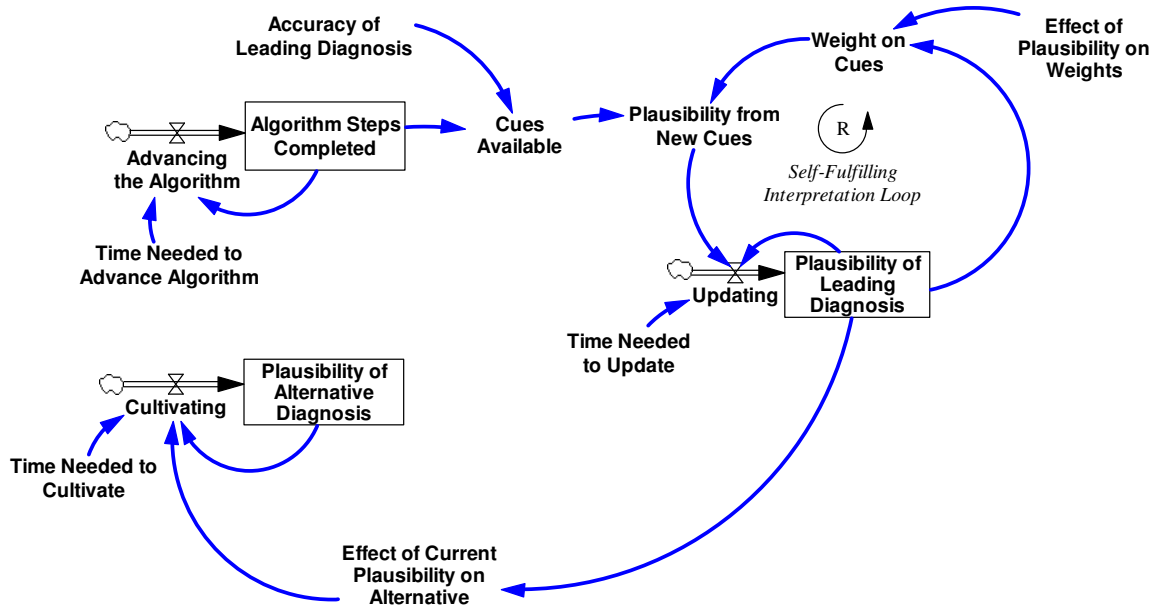 Accuracy of
Leading Diagnosis
Weight on
Cues
Effect of
Plausibility on
Weights
Algorithm Steps
Completed
Cues
Available
Plausibility from
New Cues
R
Self-Fulfilling
Interpretation Loop
Advancing
the Algorithm
Time Needed to
Advance Algorithm
Updating
Plausibility of
Leading
Diagnosis
Time Needed
to Update
Plausibility of
Alternative
Diagnosis
Cultivating
Time Needed to
Cultivate
Effect of Current
Plausibility on
Alternative